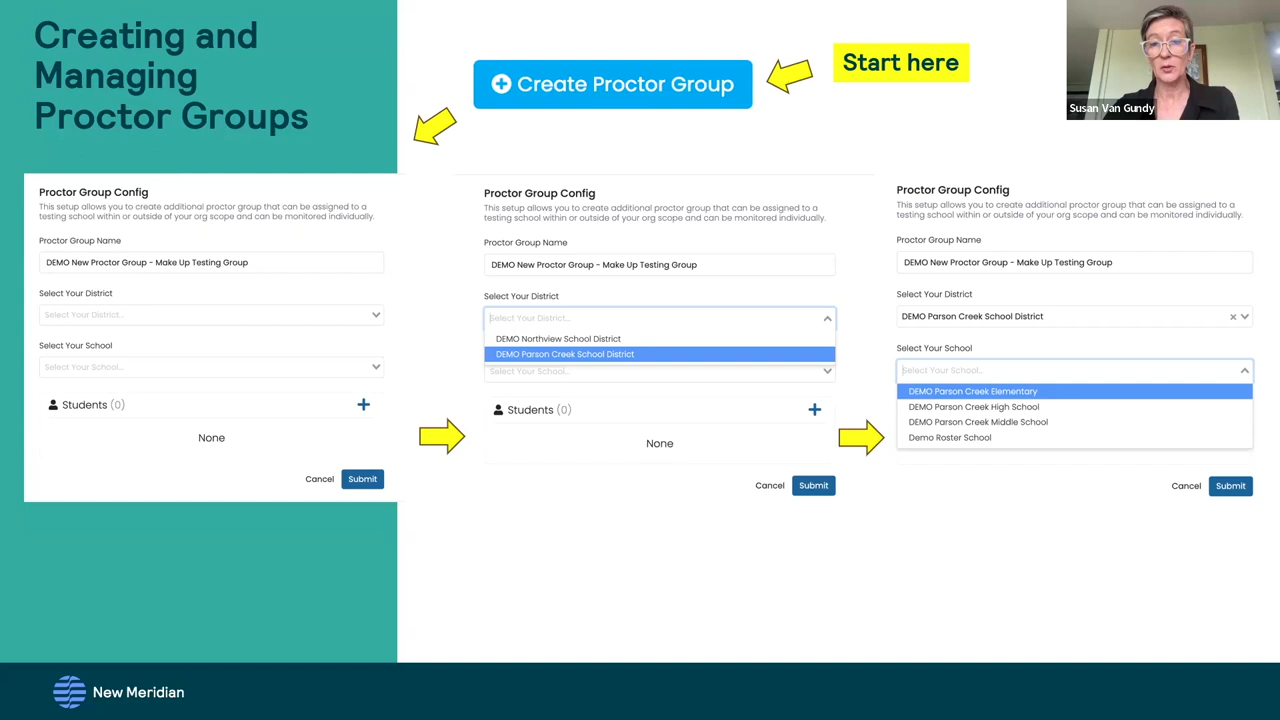 Creating and
Managing
Proctor Groups
Create Proctor Group
Start here
Susan Van Gundy
Proctor Group Config
This setup allows you to create additional proctor group that can be assigned to a
testing school within or outside of your org scope and can be monitored individually.
Proctor Group Name
DEMO New Proctor Group - Make Up Testing Group
Select Your District
Select Your District...
Select Your School
Select Your School...
Students (0)
None
Cancel
Submit
Proctor Group Config
This setup allows you to create additional proctor group that can be assigned to a
testing school within or outside of your org scope and can be monitored individually.
Proctor Group Name
DEMO New Proctor Group - Make Up Testing Group
Select Your District
Select Your District...
DEMO Northview School District
DEMO Parson Creek School District
Select Your School...
Students (0)
None
Cancel
Submit
Proctor Group Config
This setup allows you to create additional proctor group that can be assigned to a
testing school within or outside of your org scope and can be monitored individually.
Proctor Group Name
DEMO New Proctor Group - Make Up Testing Group
Select Your District
DEMO Parson Creek School District
Select Your School
Select Your School...
DEMO Parson Creek Elementary
DEMO Parson Creek High School
DEMO Parson Creek Middle School
Demo Roster School
Cancel
Submit
New Meridian